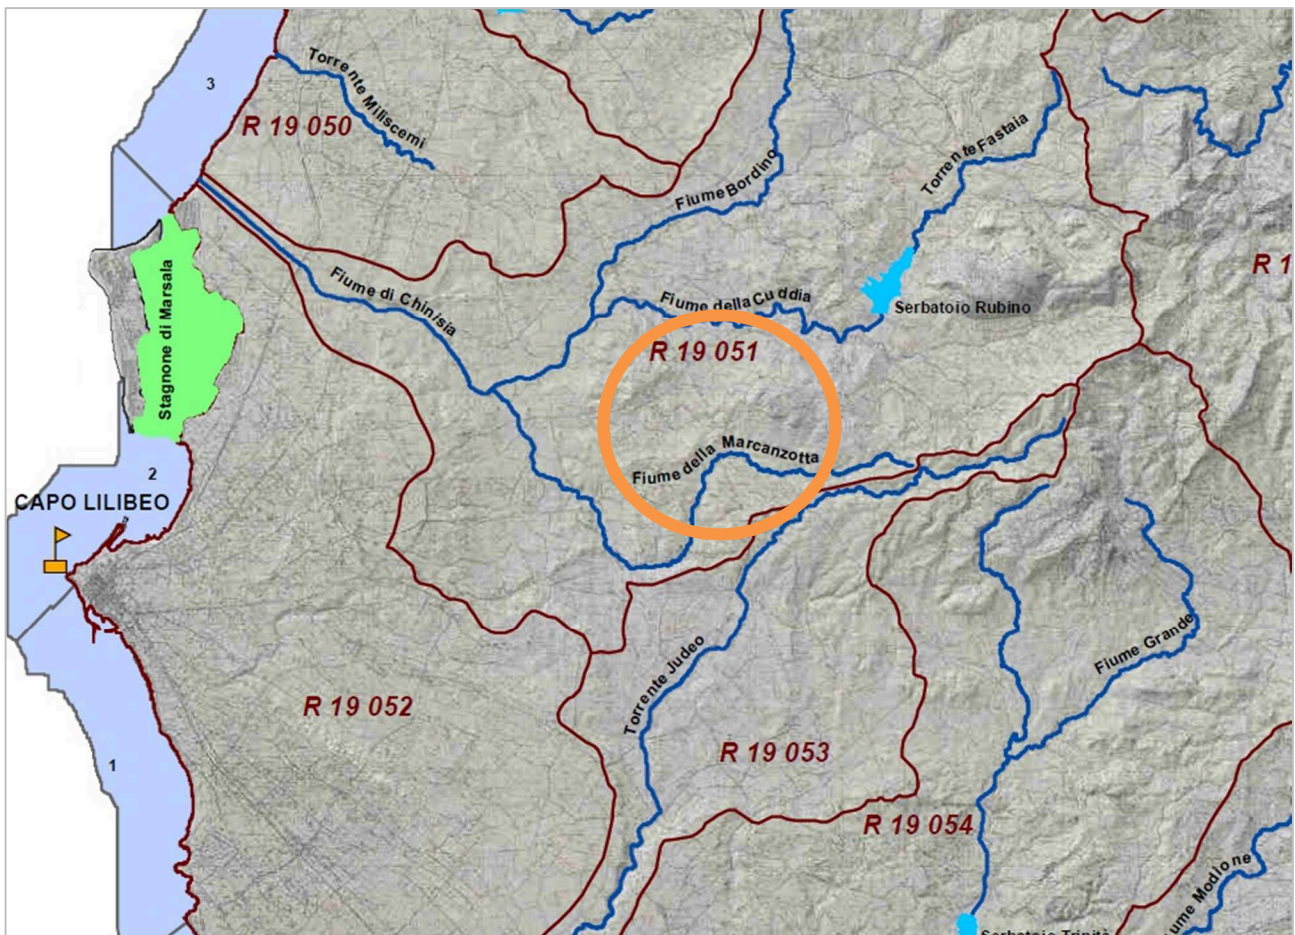 3
Torrente Miliscemi
R 19 050
Fiume Bordino
Torrente Fastaia
R 1
Fiume di Chinisia
Fiume della Cuddia
Serbatoio Rubino
Stagnone di Marsala
R 19 051
Fiume della Marcanzotta
2
CAPO LILIBEO
Torrente Judeo
Fiume Grande
R 19 052
R 19 053
1
R 19 054
ume Modione
Serbatoio Trinità